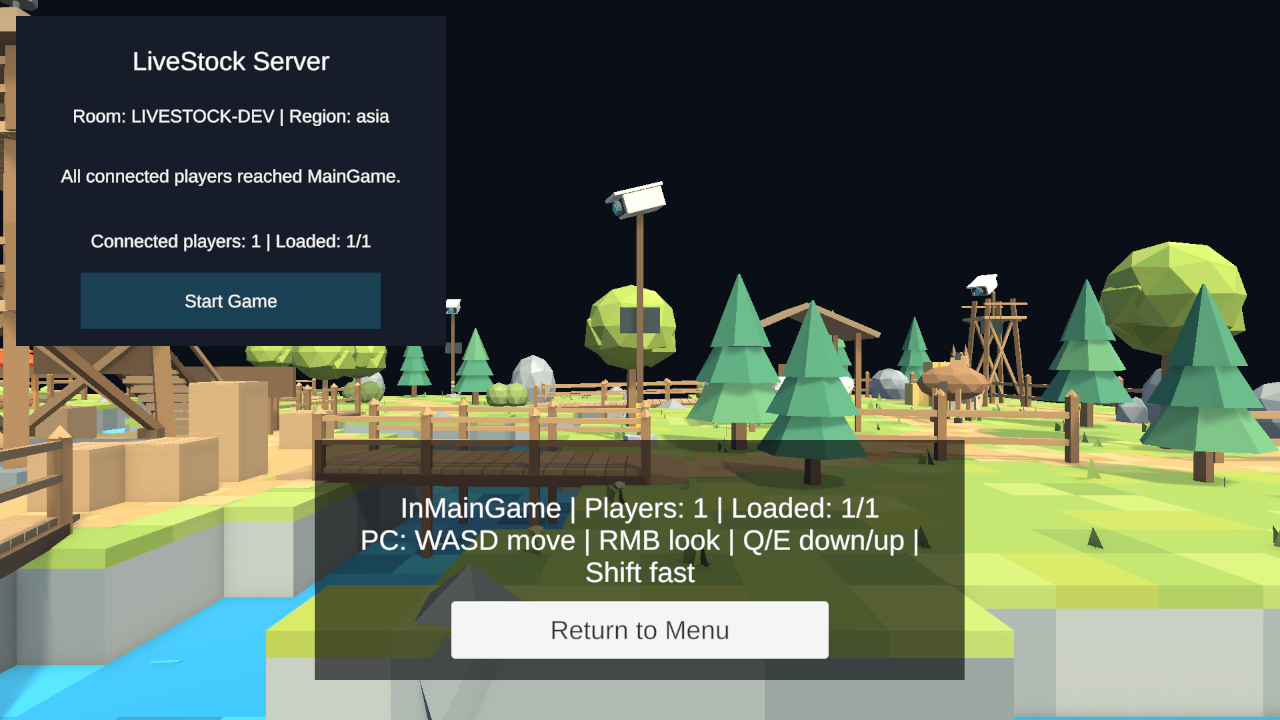 LiveStock Server
Room: LIVESTOCK-DEV | Region: asia
All connected players reached MainGame.
Connected players: 1 | Loaded: 1/1
Start Game
InMainGame | Players: 1 | Loaded: 1/1
PC: WASD move | RMB look | Q/E down/up |
Shift fast
Return to Menu